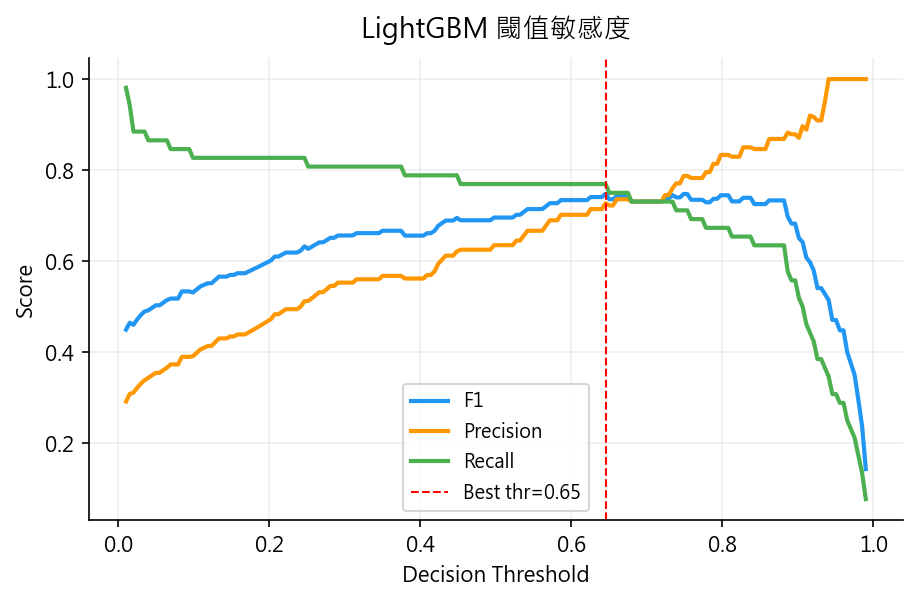 LightGBM 閾值敏感度
Score
1.0
0.8
0.6
0.4
0.2
F1
Precision
Recall
Best thr=0.65
0.0 0.2 0.4 0.6 0.8 1.0
Decision Threshold